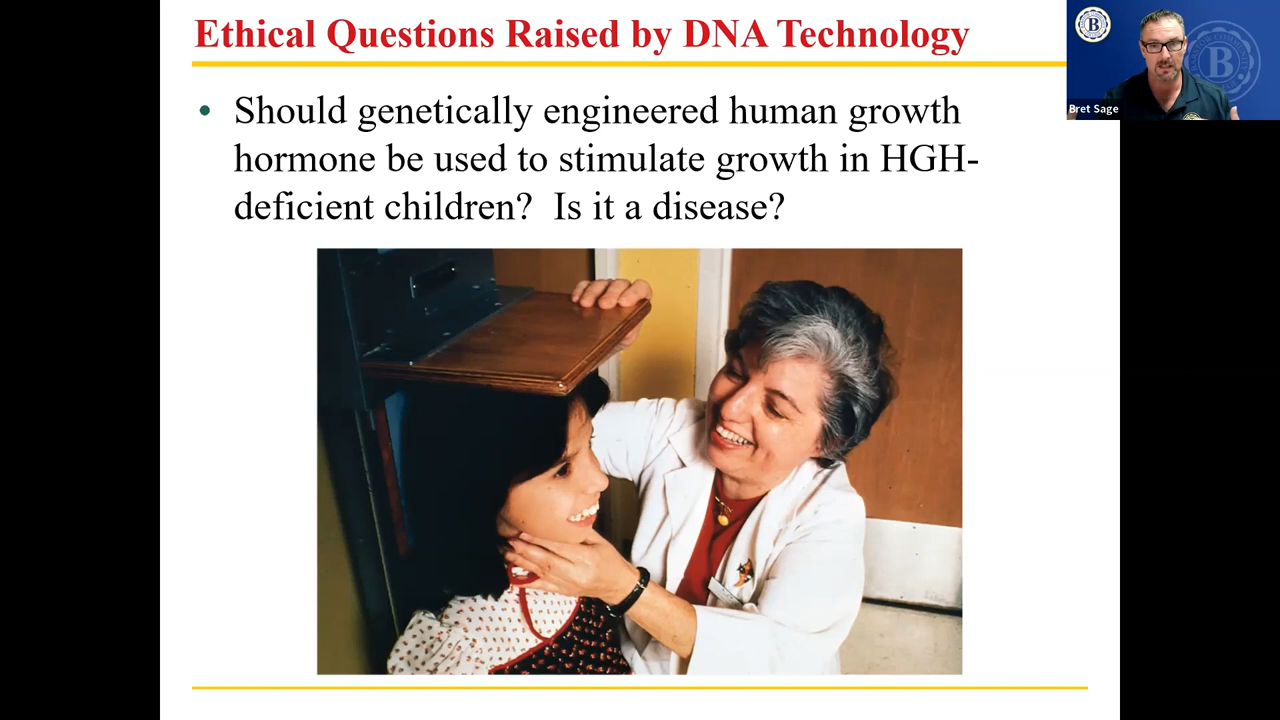 Ethical Questions Raised by DNA Technology
• Should genetically engineered human growth
hormone be used to stimulate growth in HGH-
deficient children?  Is it a disease?
B
B
Bret Sage